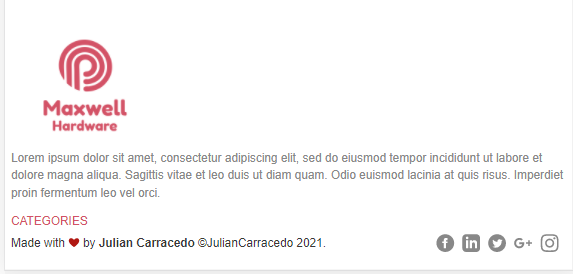 Maxwell
Hardware
Lorem ipsum dolor sit amet, consectetur adipiscing elit, sed do eiusmod tempor incididunt ut labore et
dolore magna aliqua. Sagittis vitae et leo duis ut diam quam. Odio euismod lacinia at quis risus. Imperdiet
proin fermentum leo vel orci.
CATEGORIES
Made with ❤ by Julian Carracedo ©JulianCarracedo 2021.